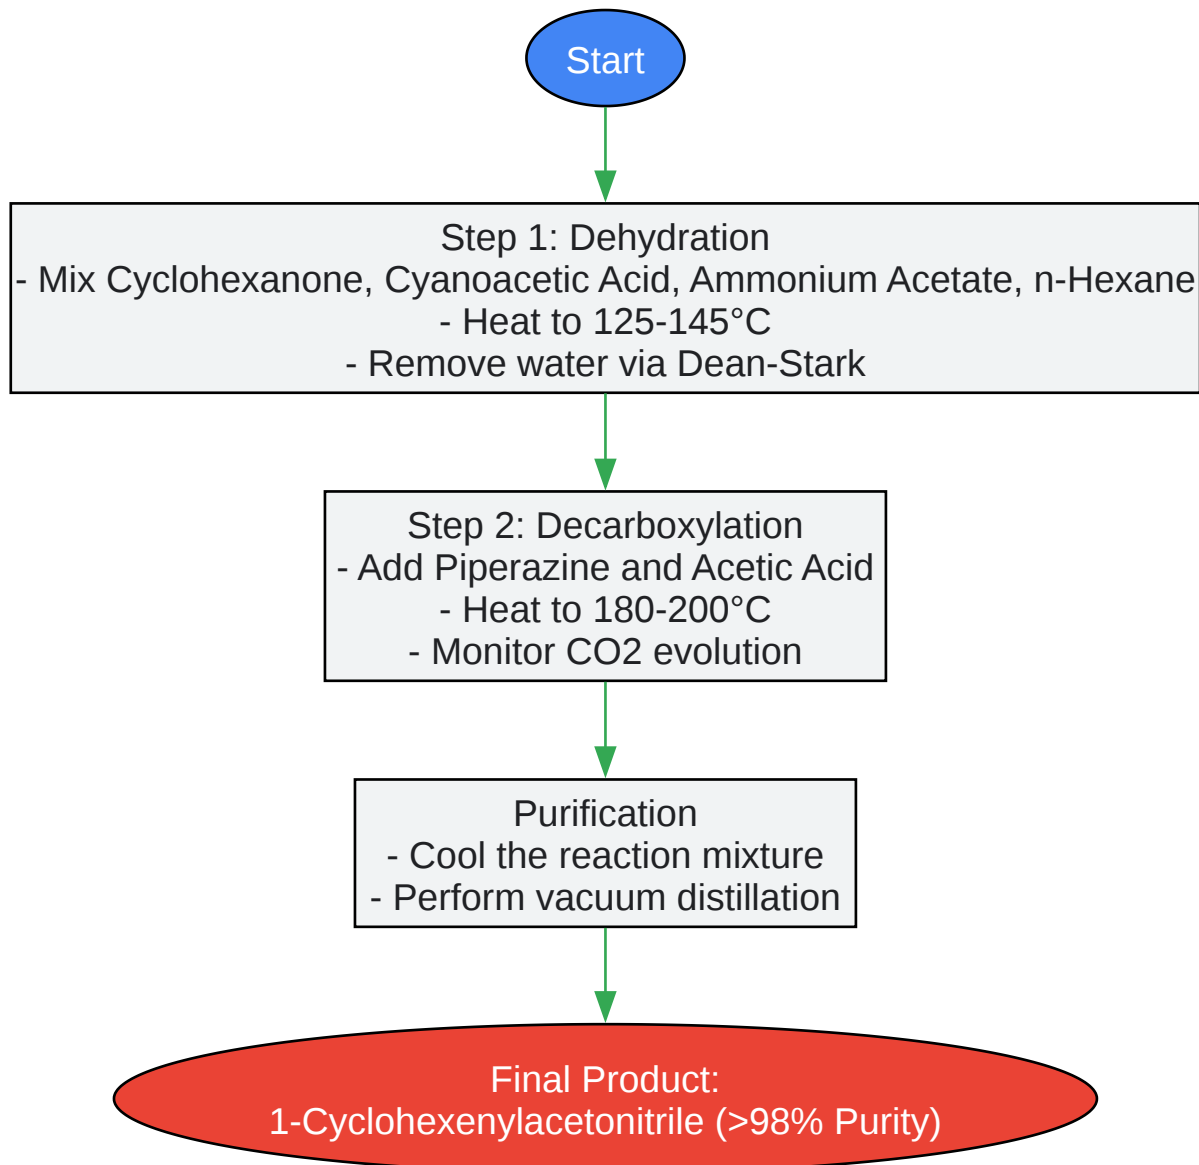 Start
Step 1: Dehydration
- Mix Cyclohexanone, Cyanoacetic Acid, Ammonium Acetate, n-Hexane
- Heat to 125-145°C
- Remove water via Dean-Stark
Step 2: Decarboxylation
- Add Piperazine and Acetic Acid
- Heat to 180-200°C
- Monitor CO2 evolution
Purification
- Cool the reaction mixture
- Perform vacuum distillation
Final Product:
1-Cyclohexenylacetonitrile (>98% Purity)